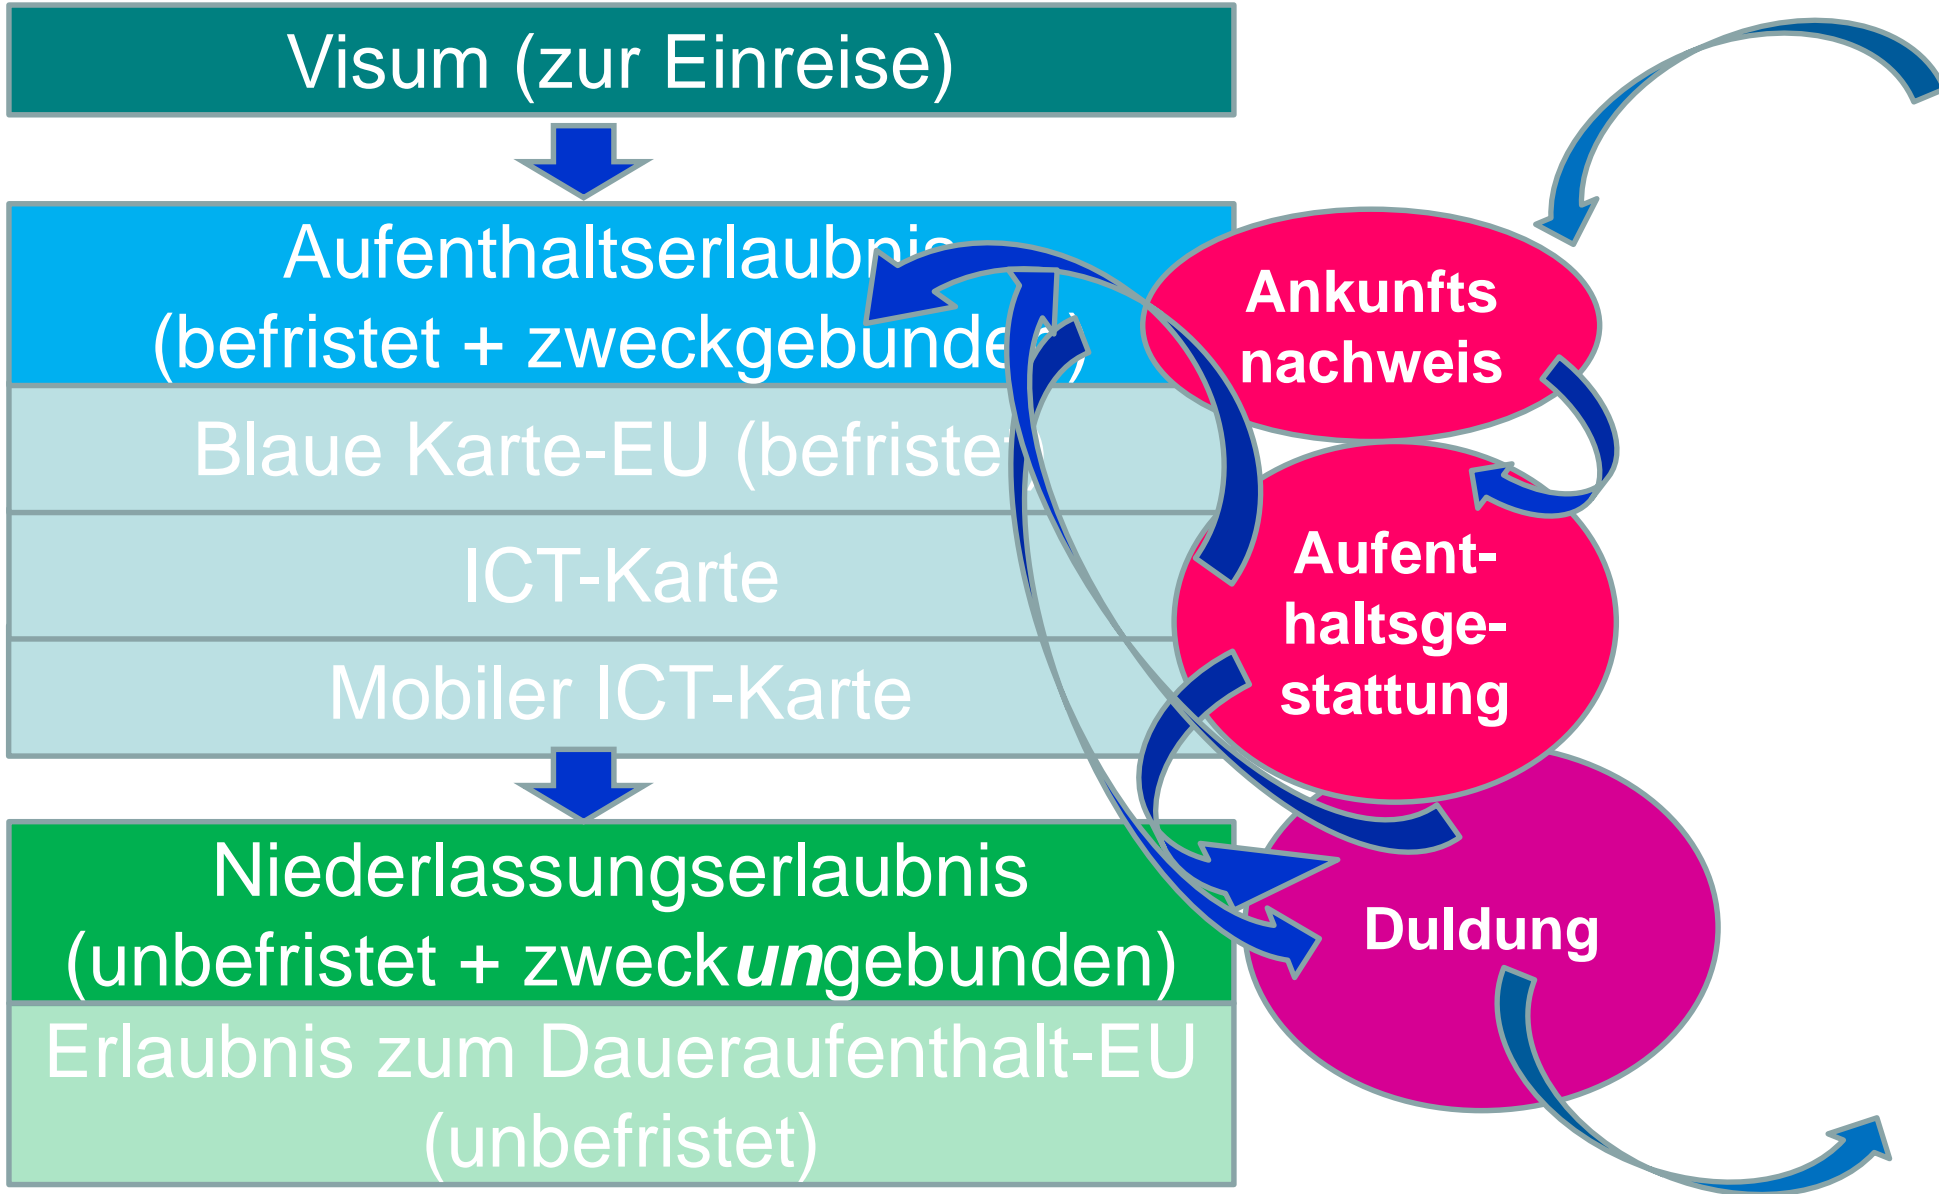 Visum (zur Einreise)
Aufenthaltserlaubnis
(befristet + zweckgebunden)
Blaue Karte-EU (befristet)
ICT-Karte
Mobiler ICT-Karte
Niederlassungserlaubnis
(unbefristet + zweckungebunden)
Erlaubnis zum Daueraufenthalt-EU
(unbefristet)
Ankunfts
nachweis
Aufent-
haltsge-
stattung
Duldung